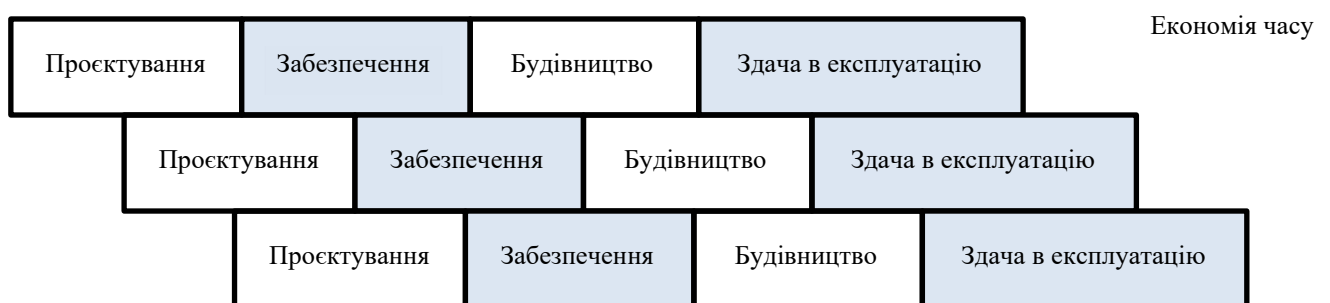 Економія часу
Проєктування Забезпечення Будівництво Здача в експлуатацію
Проєктування Забезпечення Будівництво Здача в експлуатацію
Проєктування Забезпечення Будівництво Здача в експлуатацію